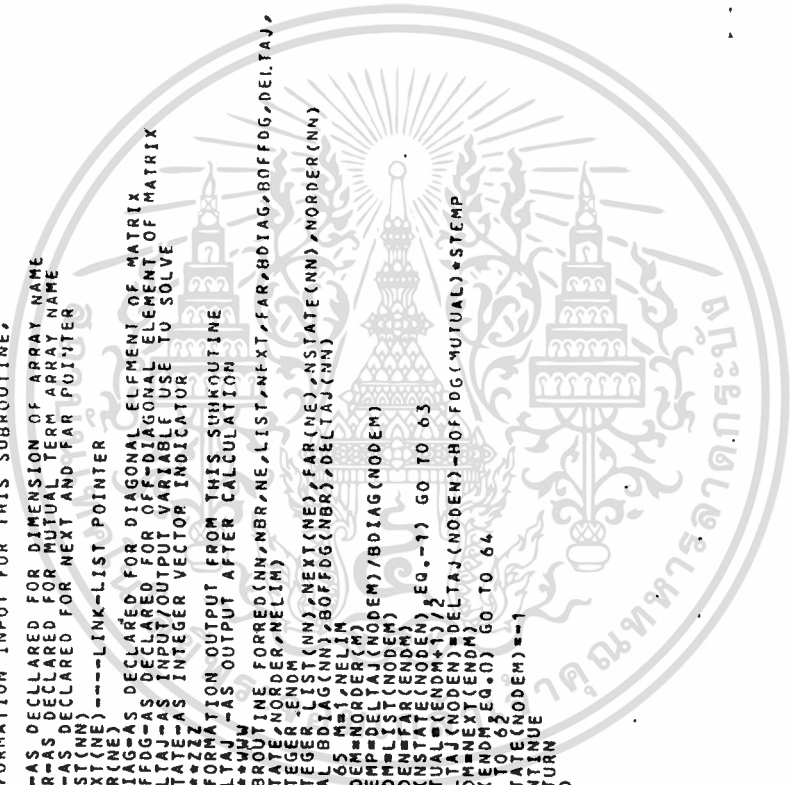 FORMATION INPUT FOR THIS SUBROUTINE,
-AS DECLLARED FOR DIMENSION OF ARRAY NAME
R-AS DECLARED FOR MUTUAL TERM ARRAY NAME
-AS DECLARED FOR NEXT AND FAR POINTER
ST(NN)
XT(NE)----LINK-LIST POINTER
R(NE)
IAG-AS DECLARED FOR DIAGONAL ELEMENT OF MATRIX
FFDG-AS DECLARED FOR OFF-DIAGONAL ELEMENT OF MATRIX
LTAJ-AS INPUT/OUTPUT VARIABLE USE TO SOLVE
TATE-AS INTEGER VECTOR INDICATOR
**ZZZ
FORMATION OUTPUT FROM THIS SUBROUTINE
LTAJ-AS OUTPUT AFTER CALCULATION
**WWW
BROUTINE FORRED(NN,NBR,NE,LIST,NEXT,FAR,BDIAG,BOFFDG,DELTAJ,
TATE,NORDER,NELIM)
TEGER ENDM
TEGER LIST(NN),NEXT(NE),FAR(NE),NSTATE(NN),NORDER(NN)
AL BDIAG(NN),BOFFDG(NBR),DELTAJ(NN)
65 M=1,NELIM
DEM=NORDER(M)
EMP=DELTAJ(NODEM)/BDIAG(NODEM)
DM=LIST(NODEM)
DEN=FAR(ENDM)
(NSTATE(NODEN).EQ.-1) GO TO 63
TUAL=(ENDM+1)/2
LTAJ(NODEN)=DELTAJ(NODEN)-BOFFDG(MUTUAL)*STEMP
DM=NEXT(ENDM)
(ENDM.EQ.0) GO TO 64
TO 62
TATE(NODEM)=-1
NTINUE
TURN